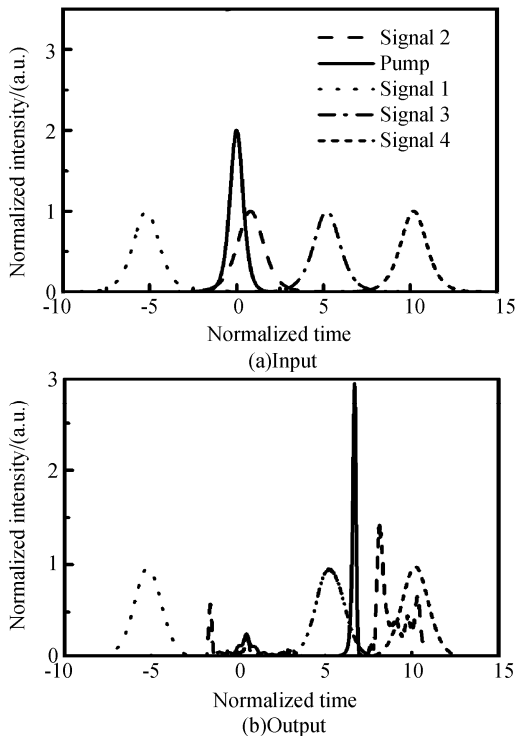 3
2
1
0
Normalized intensity/(a.u.)
Signal 2
Pump
Signal 1
Signal 3
Signal 4
-10
-5
0
5
10
15
Normalized time
(a)Input
3
2
1
0
Normalized intensity/(a.u.)
-10
-5
0
5
10
15
Normalized time
(b)Output